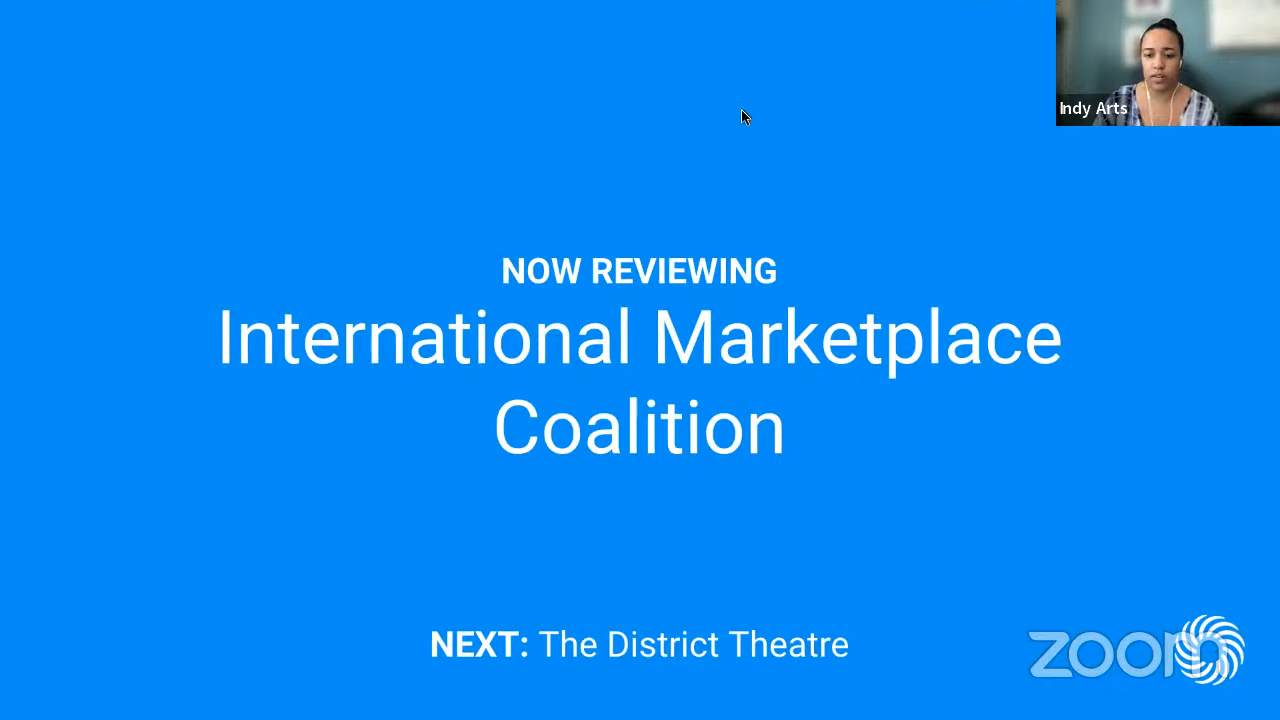 Indy Arts
NOW REVIEWING
International Marketplace
Coalition
NEXT: The District Theatre
zoom